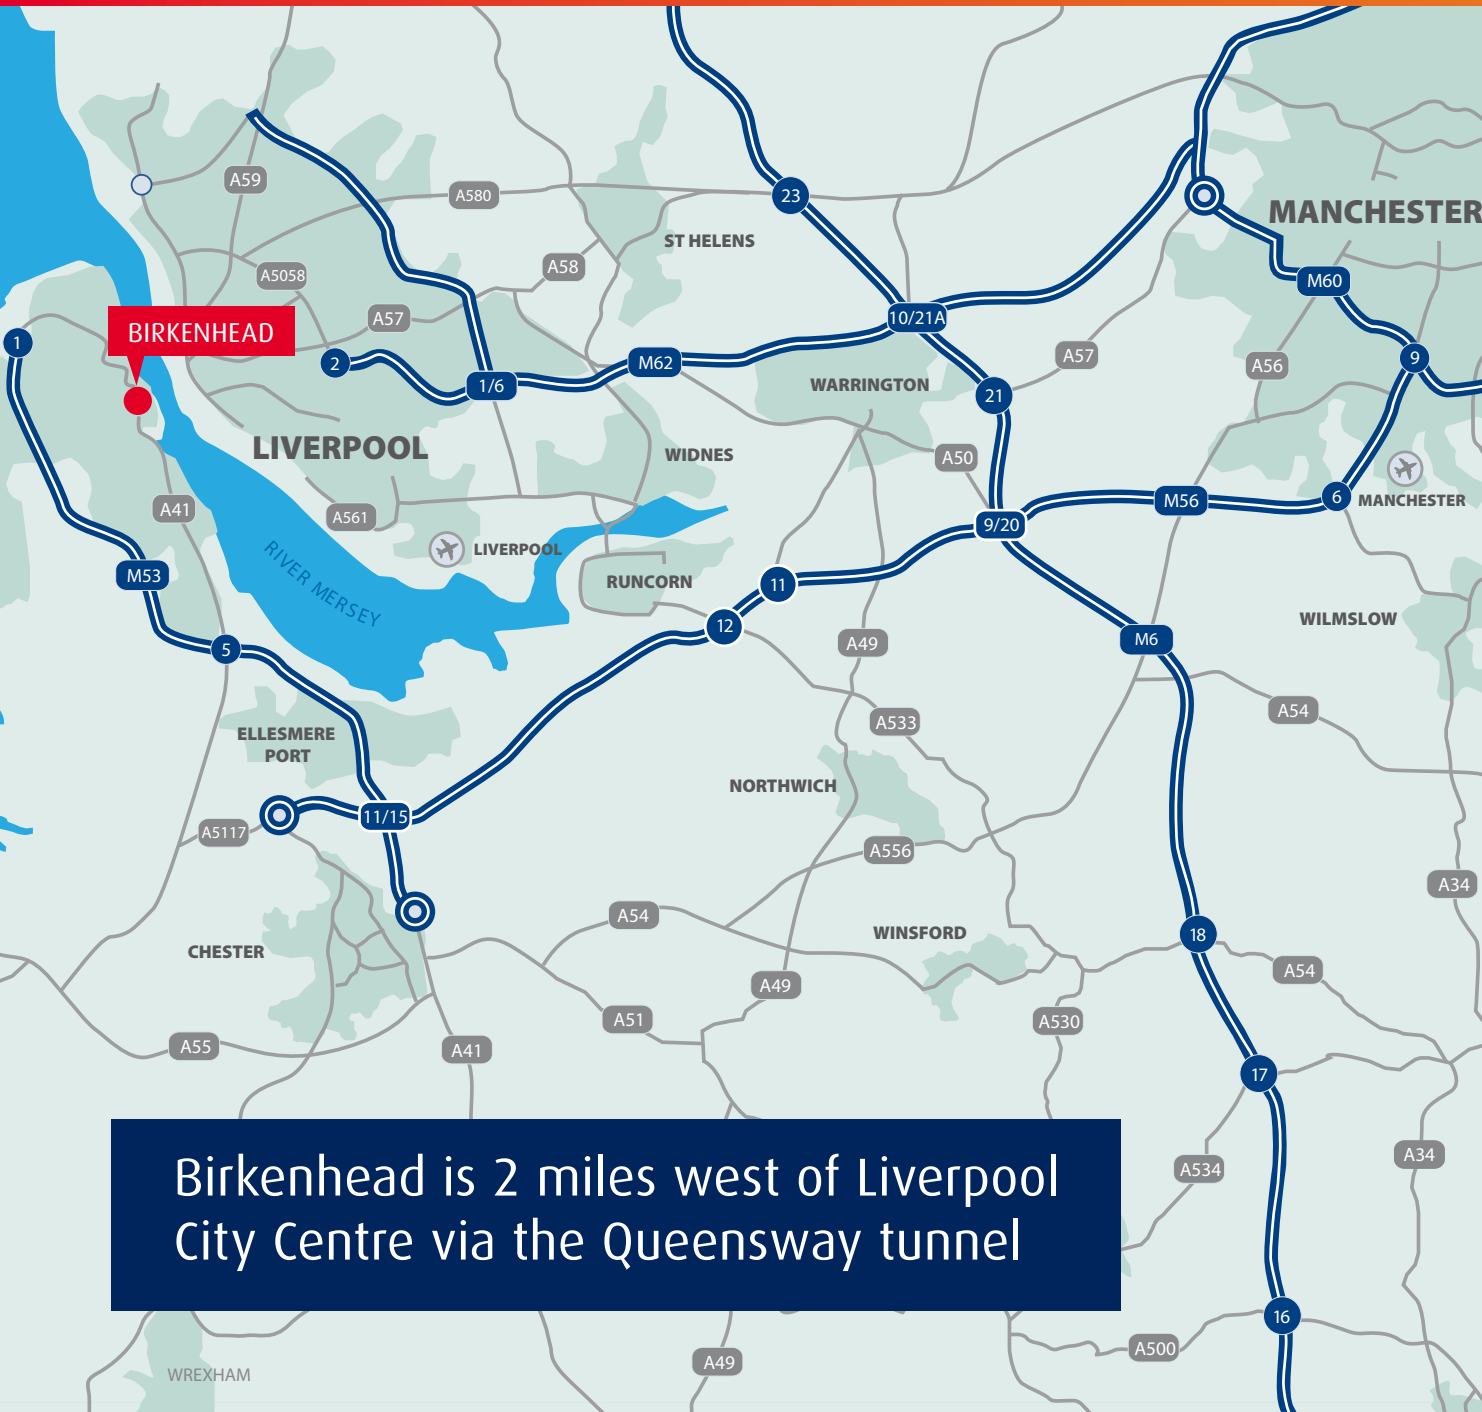 A59
A580
23
MANCHESTER
ST HELENS
A58
A5058
M60
A57
10/21A
BIRKENHEAD
1
2
M62
A57
A56
9
1/6
WARRINGTON
21
LIVERPOOL
WIDNES
A50
A41
A561
9/20
M56
6
MANCHESTER
LIVERPOOL
RIVER MERSEY
M53
RUNCORN
11
12
WILMSLOW
5
A49
M6
A533
A54
ELLESMERE
PORT
NORTHWICH
11/15
A5117
A556
A34
A54
CHESTER
WINSFORD
18
A49
A54
A51
A530
A55
A41
17
A534
A34
Birkenhead is 2 miles west of Liverpool
City Centre via the Queensway tunnel
16
A500
A49
WREXHAM